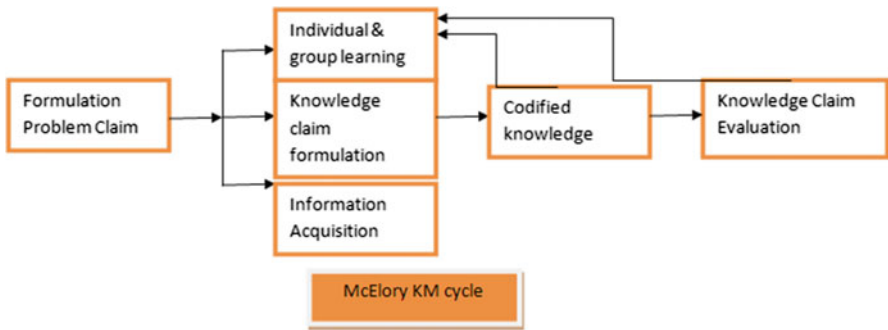 Formulation
Problem Claim
Individual &
group learning
Knowledge
claim
formulation
Information
Acquisition
Codified
knowledge
Knowledge Claim
Evaluation
McElory KM cycle